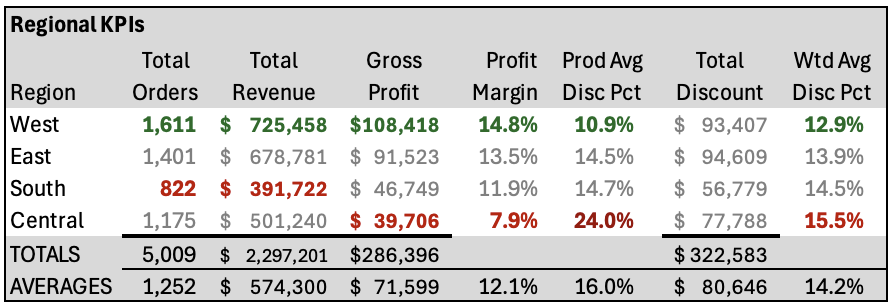 Regional KPIs
Total Total Gross Profit Prod Avg Total Wtd Avg
Region Orders Revenue Profit Margin Disc Pct Discount Disc Pct
West 1,611 $ 725,458 $108,418 14.8% 10.9% $ 93,407 12.9%
East 1,401 $ 678,781 $ 91,523 13.5% 14.5% $ 94,609 13.9%
South 822 $ 391,722 $ 46,749 11.9% 14.7% $ 56,779 14.5%
Central 1,175 $ 501,240 $ 39,706 7.9% 24.0% $ 77,788 15.5%
TOTALS 5,009 $ 2,297,201 $286,396 $ 322,583
AVERAGES 1,252 $ 574,300 $ 71,599 12.1% 16.0% $ 80,646 14.2%